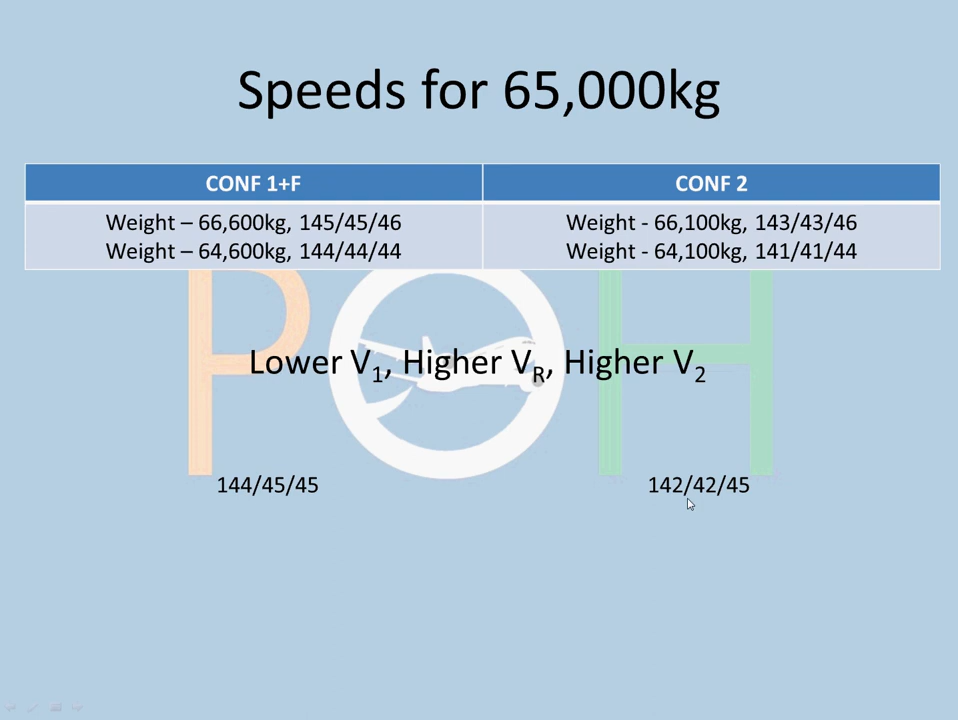 Speeds for 65,000kg
CONF 1+F
CONF 2
Weight – 66,600kg, 145/45/46
Weight – 64,600kg, 144/44/44
Weight - 66,100kg, 143/43/46
Weight - 64,100kg, 141/41/44
POH
Lower V1, Higher VR, Higher V2
144/45/45
142/42/45